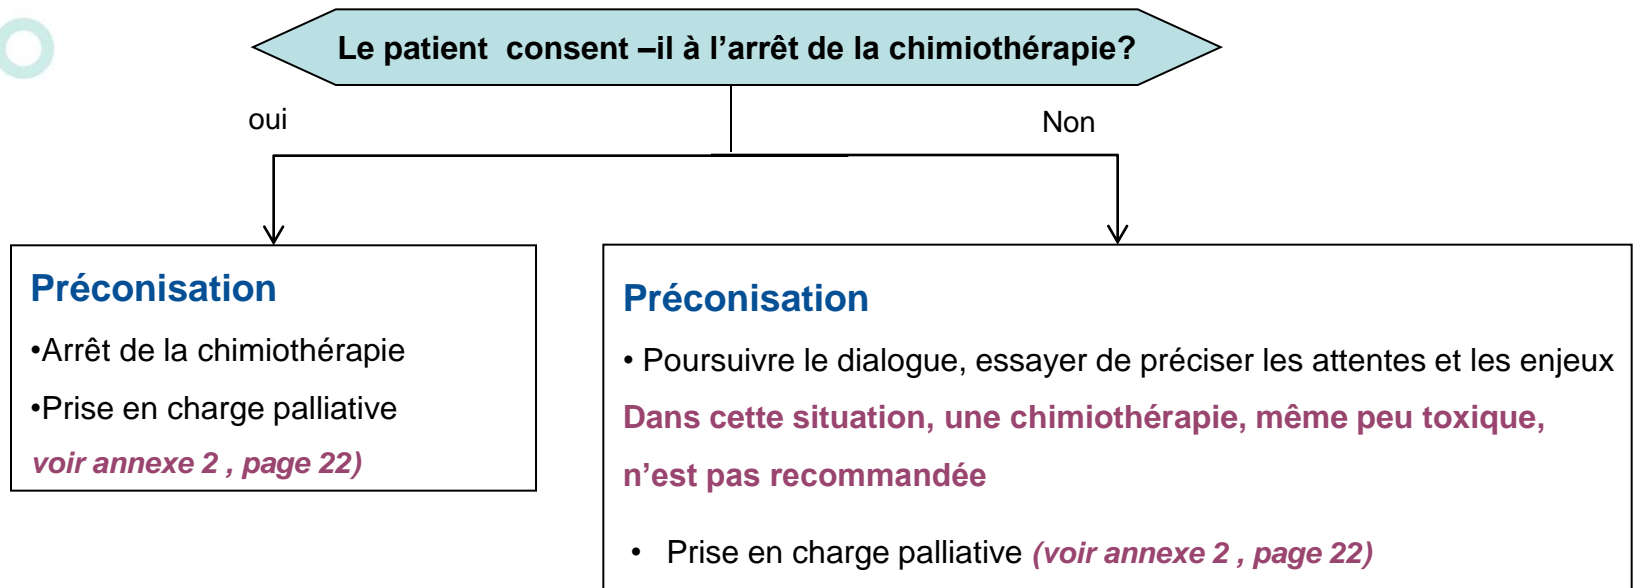 Le patient  consent –il à l’arrêt de la chimiothérapie?
oui
Non
Préconisation
•Arrêt de la chimiothérapie
•Prise en charge palliative
voir annexe 2 , page 22)
Préconisation
• Poursuivre le dialogue, essayer de préciser les attentes et les enjeux
Dans cette situation, une chimiothérapie, même peu toxique,
n’est pas recommandée
• Prise en charge palliative (voir annexe 2 , page 22)